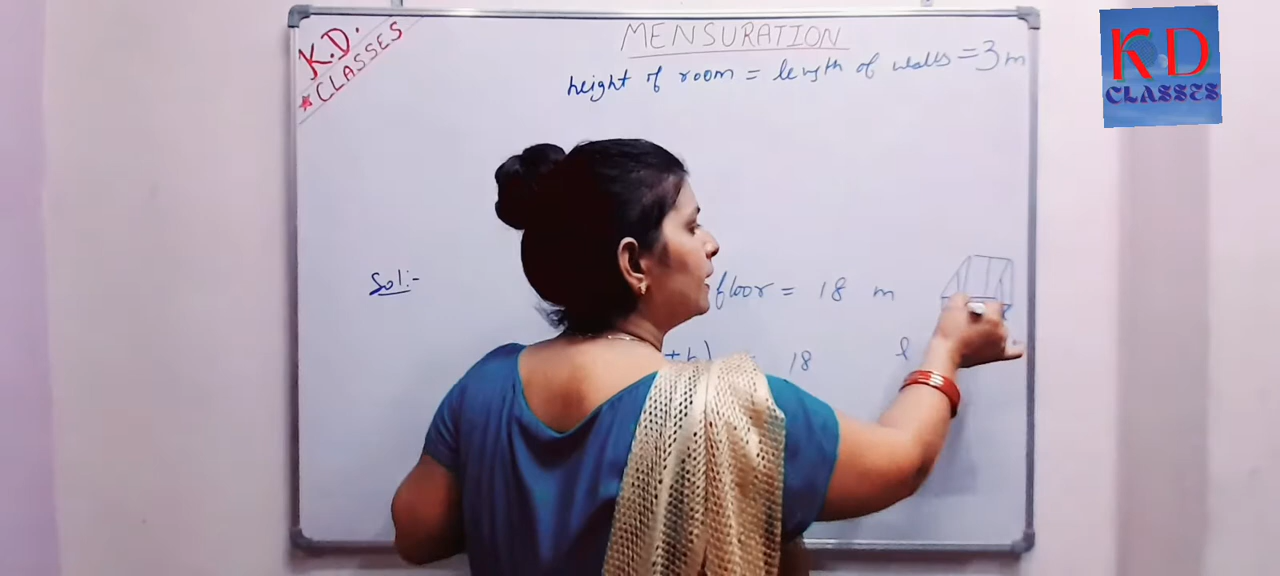 K.D.
★ CLASSES
MENSURATION
height of room = length of walls = 3 m
KD
CLASSES
Sol:-
floor = 18 m
+b) 18 l